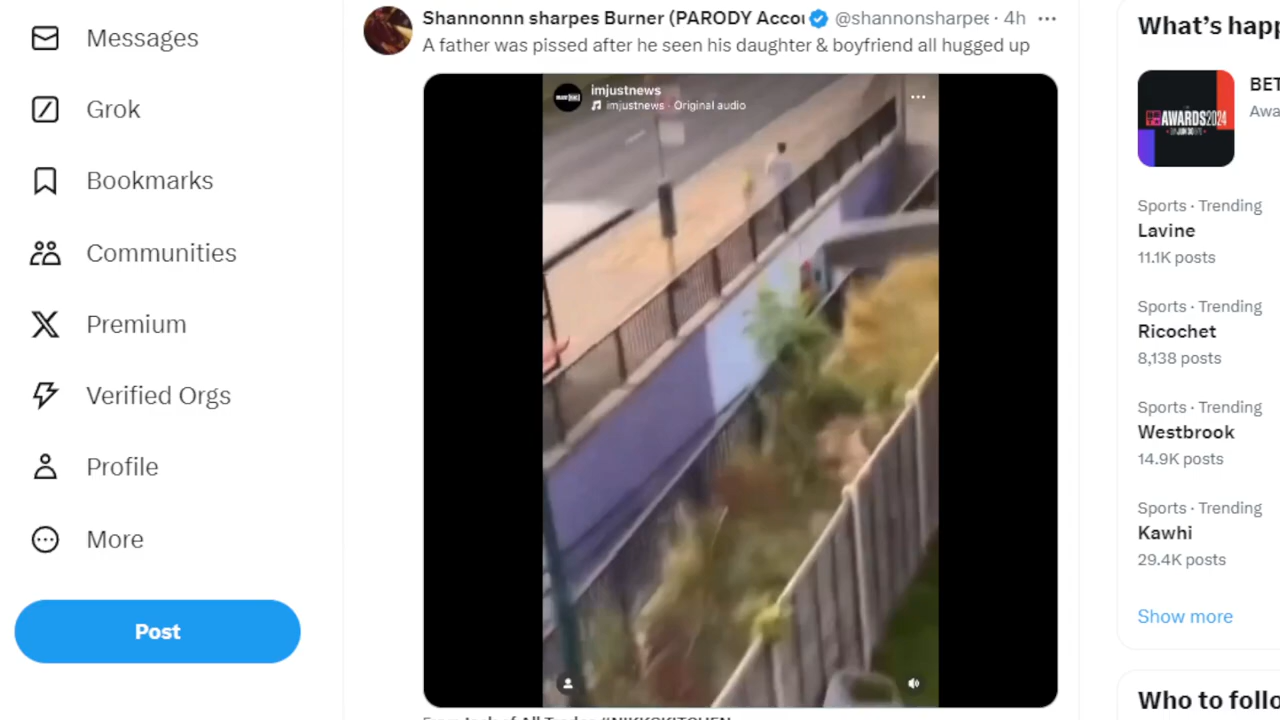 Messages
Grok
Bookmarks
Communities
Premium
Verified Orgs
Profile
More
Post
Shannonnn sharpes Burner (PARODY Accou @shannonsharpee · 4h
A father was pissed after he seen his daughter & boyfriend all hugged up
imjustnews
imjustnews · Original audio
What's happ
BET
Awa
AWARDS2024
Sports · Trending
Lavine
11.1K posts
Sports · Trending
Ricochet
8,138 posts
Sports · Trending
Westbrook
14.9K posts
Sports · Trending
Kawhi
29.4K posts
Show more
Who to follo